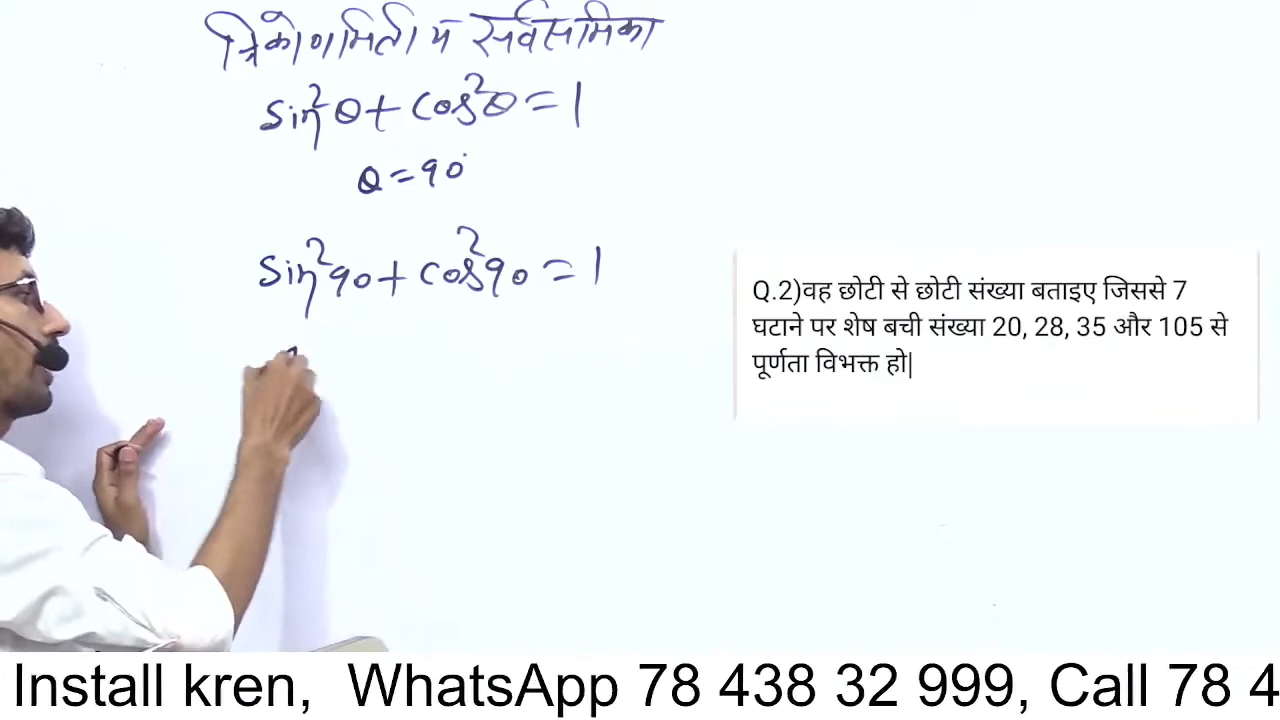 त्रिकोणमिती में सर्वसमिका
sin²θ + cos²θ = 1
θ = 90°
sin²90 + cos²90 = 1
Q.2)वह छोटी से छोटी संख्या बताइए जिससे 7
घटाने पर शेष बची संख्या 20, 28, 35 और 105 से
पूर्णता विभक्त हो|
Install kren, WhatsApp 78 438 32 999, Call 78 4